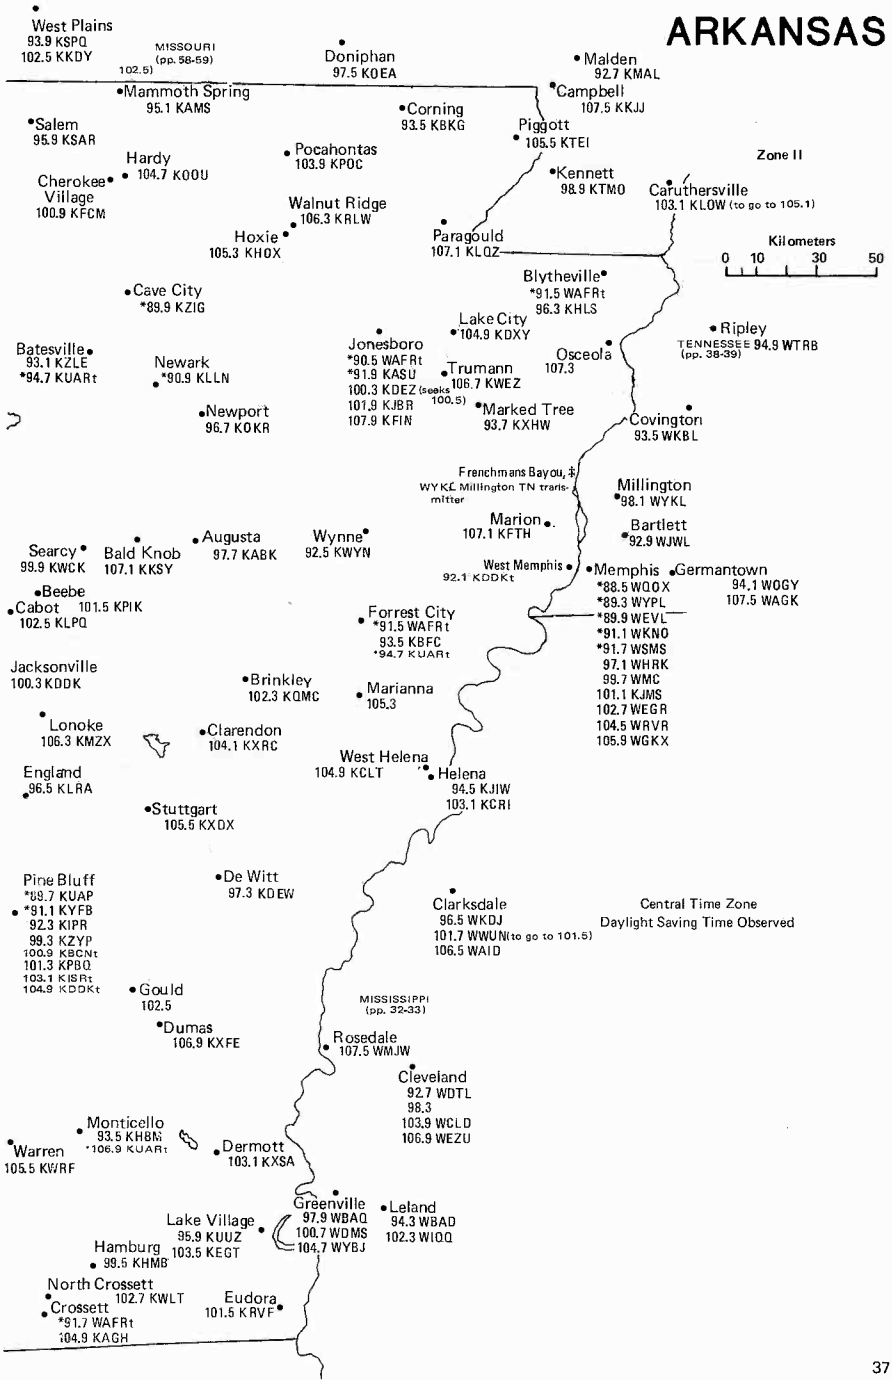 ARKANSAS
West Plains
93.9 KSPQ
102.5 KKDY
MISSOURI
(pp. 58-59)
102.5)
Doniphan
97.5 KOEA
Malden
92.7 KMAL
Campbell
107.5 KKJJ
Mammoth Spring
95.1 KAMS
Corning
93.5 KBKG
Piggott
105.5 KTEI
Salem
95.9 KSAR
Hardy
104.7 KOOU
Pocahontas
103.9 KPOC
Zone II
Cherokee
Village
100.9 KFCM
Kennett
98.9 KTMO
Caruthersville
103.1 KLOW (to go to 105.1)
Walnut Ridge
106.3 KRLW
Hoxie
105.3 KHOX
Paragould
107.1 KLQZ
Kilometers
0 10 30 50
Blytheville
*91.5 WAFRt
96.3 KHLS
Cave City
*89.9 KZIG
Lake City
104.9 KDXY
Ripley
TENNESSEE 94.9 WTRB
(pp. 38-39)
Osceola
107.3
Batesville
93.1 KZLE
*94.7 KUARt
Newark
*90.9 KLLN
Jonesboro
*90.5 WAFRt
*91.9 KASU
100.3 KDEZ (seeks
100.5)
101.9 KJBR
107.9 KFIN
Trumann
106.7 KWEZ
Marked Tree
93.7 KXHW
Newport
96.7 KOKR
Covington
93.5 WKBL
Frenchmans Bayou, ‡
WYKL Millington TN trans-
mitter
Millington
98.1 WYKL
Marion
107.1 KFTH
Bartlett
92.9 WJWL
Searcy
99.9 KWCK
Bald Knob
107.1 KKSY
Augusta
97.7 KABK
Wynne
92.5 KWYN
West Memphis
92.1 KDDKt
Memphis
*88.5 WQOX
*89.3 WYPL
*89.9 WEVL
*91.1 WKNO
*91.7 WSMS
97.1 WHRK
99.7 WMC
101.1 KJMS
102.7 WEGR
104.5 WRVR
105.9 WGKX
Germantown
94.1 WOGY
107.5 WAGK
Beebe
101.5 KPIK
Cabot
102.5 KLPQ
Forrest City
*91.5 WAFRt
93.5 KBFC
*94.7 KUARt
Jacksonville
100.3 KDDK
Brinkley
102.3 KQMC
Marianna
105.3
Lonoke
106.3 KMZX
Clarendon
104.1 KXRC
West Helena
104.9 KCLT
Helena
94.5 KJIW
103.1 KCRI
England
96.5 KLRA
Stuttgart
105.5 KXDX
De Witt
97.3 KDEW
Pine Bluff
*89.7 KUAP
*91.1 KYFB
92.3 KIPR
99.3 KZYP
100.9 KBCNt
101.3 KPBQ
103.1 KISRt
104.9 KDDKt
Clarksdale
96.5 WKDJ
101.7 WWUN(to go to 101.5)
106.5 WAID
Central Time Zone
Daylight Saving Time Observed
Gould
102.5
MISSISSIPPI
(pp. 32-33)
Dumas
106.9 KXFE
Rosedale
107.5 WMJW
Cleveland
92.7 WDTL
98.3
103.9 WCLD
106.9 WEZU
Monticello
93.5 KHBM
*106.9 KUARt
Warren
105.5 KWRF
Dermott
103.1 KXSA
Greenville
97.9 WBAQ
100.7 WDMS
104.7 WYBJ
Leland
94.3 WBAD
102.3 WIQQ
Lake Village
95.9 KUUZ
103.5 KEGT
Hamburg
99.5 KHMB
North Crossett
102.7 KWLT
Crossett
*91.7 WAFRt
104.9 KAGH
Eudora
101.5 KRVF
37